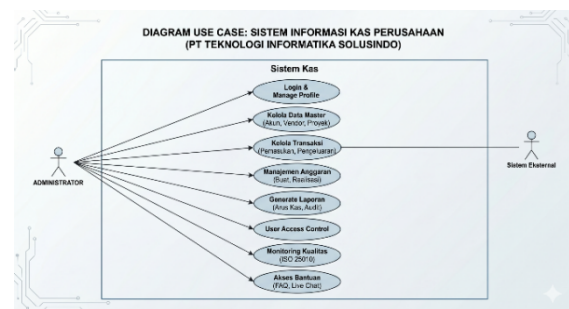 DIAGRAM USE CASE: SISTEM INFORMASI KAS PERUSAHAAN
(PT TEKNOLOGI INFORMATIKA SOLUSINDO)
Sistem Kas
Login &
Manage Profile
Kelola Data Master
(Akun, Vendor, Proyek)
Kelola Transaksi
(Pemasukan, Pengeluaran)
Manajemen Anggaran
(Buat, Realisasi)
Generate Laporan
(Arus Kas, Audit)
User Access Control
Monitoring Kualitas
(ISO 25010)
Akses Bantuan
(FAQ, Live Chat)
ADMINISTRATOR
Sistem Eksternal